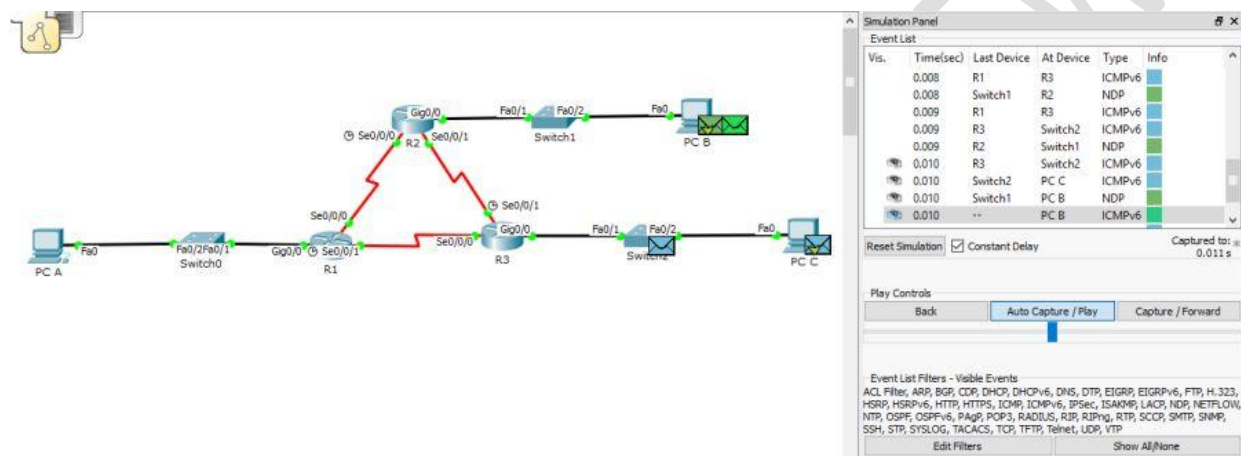 Gig0/0
Fa0/1
Fa0/2
Fa0
Se0/0/0
Se0/0/1
R2
Switch1
PC B
Se0/0/1
Se0/0/0
Fa0
Fa0/2Fa0/1
Gig0/0
Se0/0/1
Se0/0/0
Gig0/0
Fa0/1
Fa0/2
Fa0
PC A
Switch0
R1
R3
PC C
Simulation Panel
Event List
Vis. Time(sec) Last Device At Device Type Info
0.008 R1 R3 ICMPv6
0.008 Switch1 R2 NDP
0.009 R1 R3 ICMPv6
0.009 R3 Switch2 ICMPv6
0.009 R2 Switch1 NDP
0.010 R3 Switch2 ICMPv6
0.010 Switch2 PC C ICMPv6
0.010 Switch1 PC B NDP
0.010 -- PC B ICMPv6
Reset Simulation Constant Delay Captured to:
0.011 s
Play Controls
Back Auto Capture / Play Capture / Forward
Event List Filters - Visible Events
ACL Filter, ARP, BGP, CDP, DHCP, DHCPv6, DNS, DTP, EIGRP, EIGRPv6, FTP, H.323,
HSRP, HSRPv6, HTTP, HTTPS, ICMP, ICMPv6, IPSec, ISAKMP, LACP, NDP, NETFLOW,
NTP, OSPF, OSPFv6, PAgP, POP3, RADIUS, RIP, RIPng, RTP, SCCP, SMTP, SNMP,
SSH, STP, SYSLOG, TACACS, TCP, TFTP, Telnet, UDP, VTP
Edit Filters Show All/None